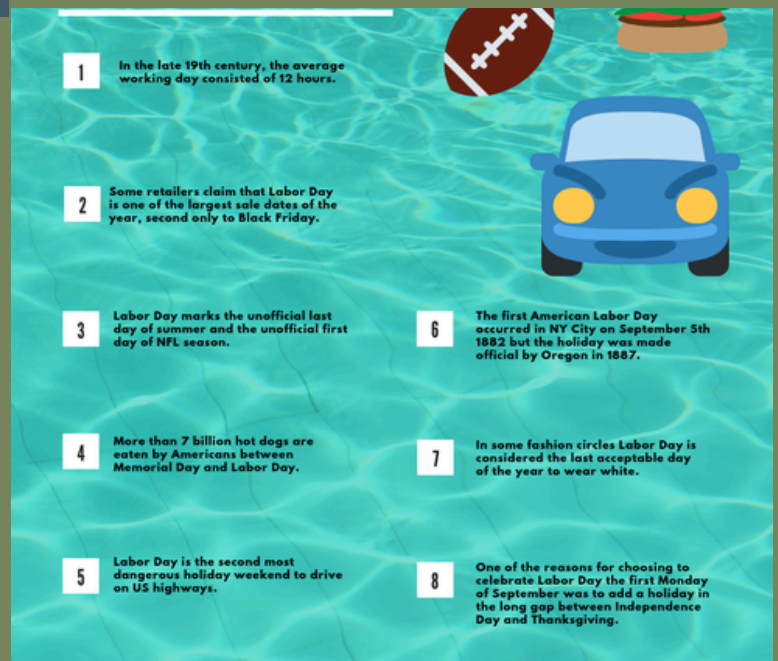 1
In the late 19th century, the average
working day consisted of 12 hours.
2
Some retailers claim that Labor Day
is one of the largest sale dates of the
year, second only to Black Friday.
3
Labor Day marks the unofficial last
day of summer and the unofficial first
day of NFL season.
4
More than 7 billion hot dogs are
eaten by Americans between
Memorial Day and Labor Day.
5
Labor Day is the second most
dangerous holiday weekend to drive
on US highways.
6
The first American Labor Day
occurred in NY City on September 5th
1882 but the holiday was made
official by Oregon in 1887.
7
In some fashion circles Labor Day is
considered the last acceptable day
of the year to wear white.
8
One of the reasons for choosing to
celebrate Labor Day the first Monday
of September was to add a holiday in
the long gap between Independence
Day and Thanksgiving.